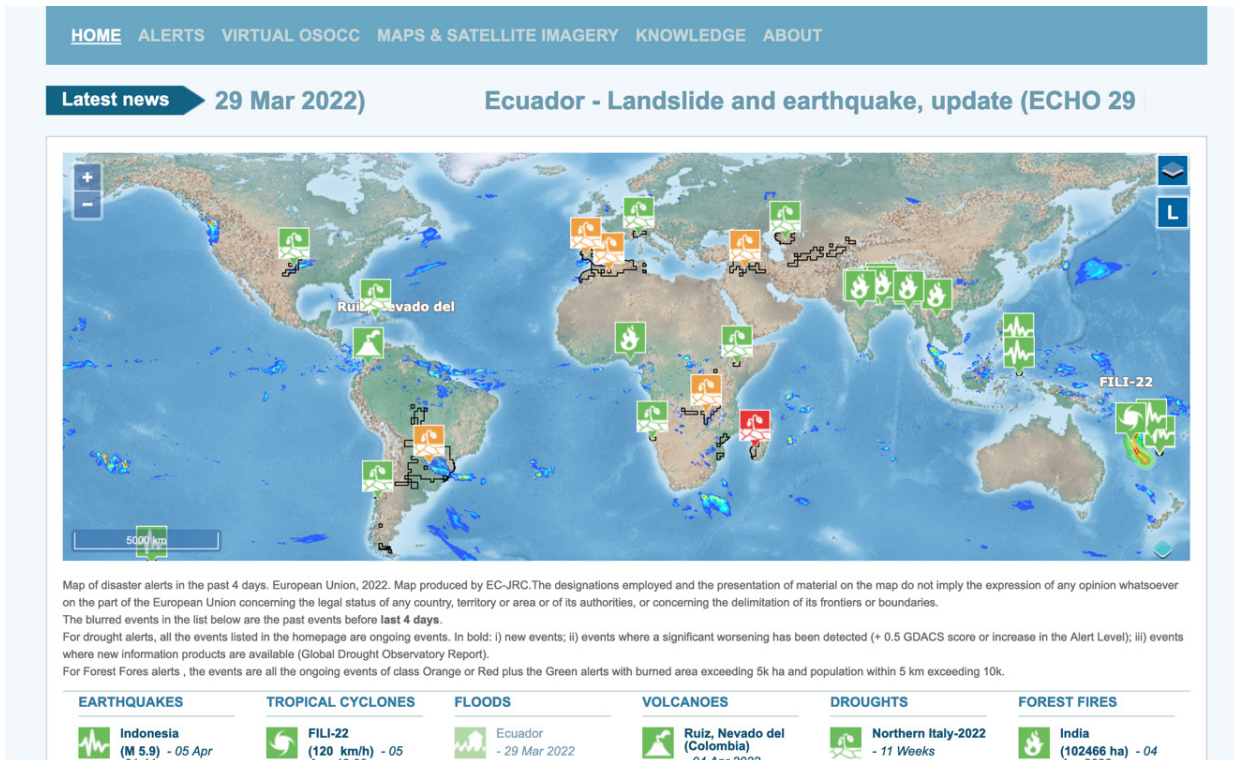 HOME ALERTS VIRTUAL OSOCC MAPS & SATELLITE IMAGERY KNOWLEDGE ABOUT
Latest news 29 Mar 2022) Ecuador - Landslide and earthquake, update (ECHO 29
+
−
L
Ruiz, Nevado del
FILI-22
5000 km
Map of disaster alerts in the past 4 days. European Union, 2022. Map produced by EC-JRC.The designations employed and the presentation of material on the map do not imply the expression of any opinion whatsoever
on the part of the European Union concerning the legal status of any country, territory or area or of its authorities, or concerning the delimitation of its frontiers or boundaries.
The blurred events in the list below are the past events before last 4 days.
For drought alerts, all the events listed in the homepage are ongoing events. In bold: i) new events; ii) events where a significant worsening has been detected (+ 0.5 GDACS score or increase in the Alert Level); iii) events
where new information products are available (Global Drought Observatory Report).
For Forest Fores alerts , the events are all the ongoing events of class Orange or Red plus the Green alerts with burned area exceeding 5k ha and population within 5 km exceeding 10k.
EARTHQUAKES TROPICAL CYCLONES FLOODS VOLCANOES DROUGHTS FOREST FIRES
Indonesia FILI-22 Ecuador Ruiz, Nevado del Northern Italy-2022 India
(M 5.9) - 05 Apr (120 km/h) - 05 - 29 Mar 2022 (Colombia) - 11 Weeks (102466 ha) - 04